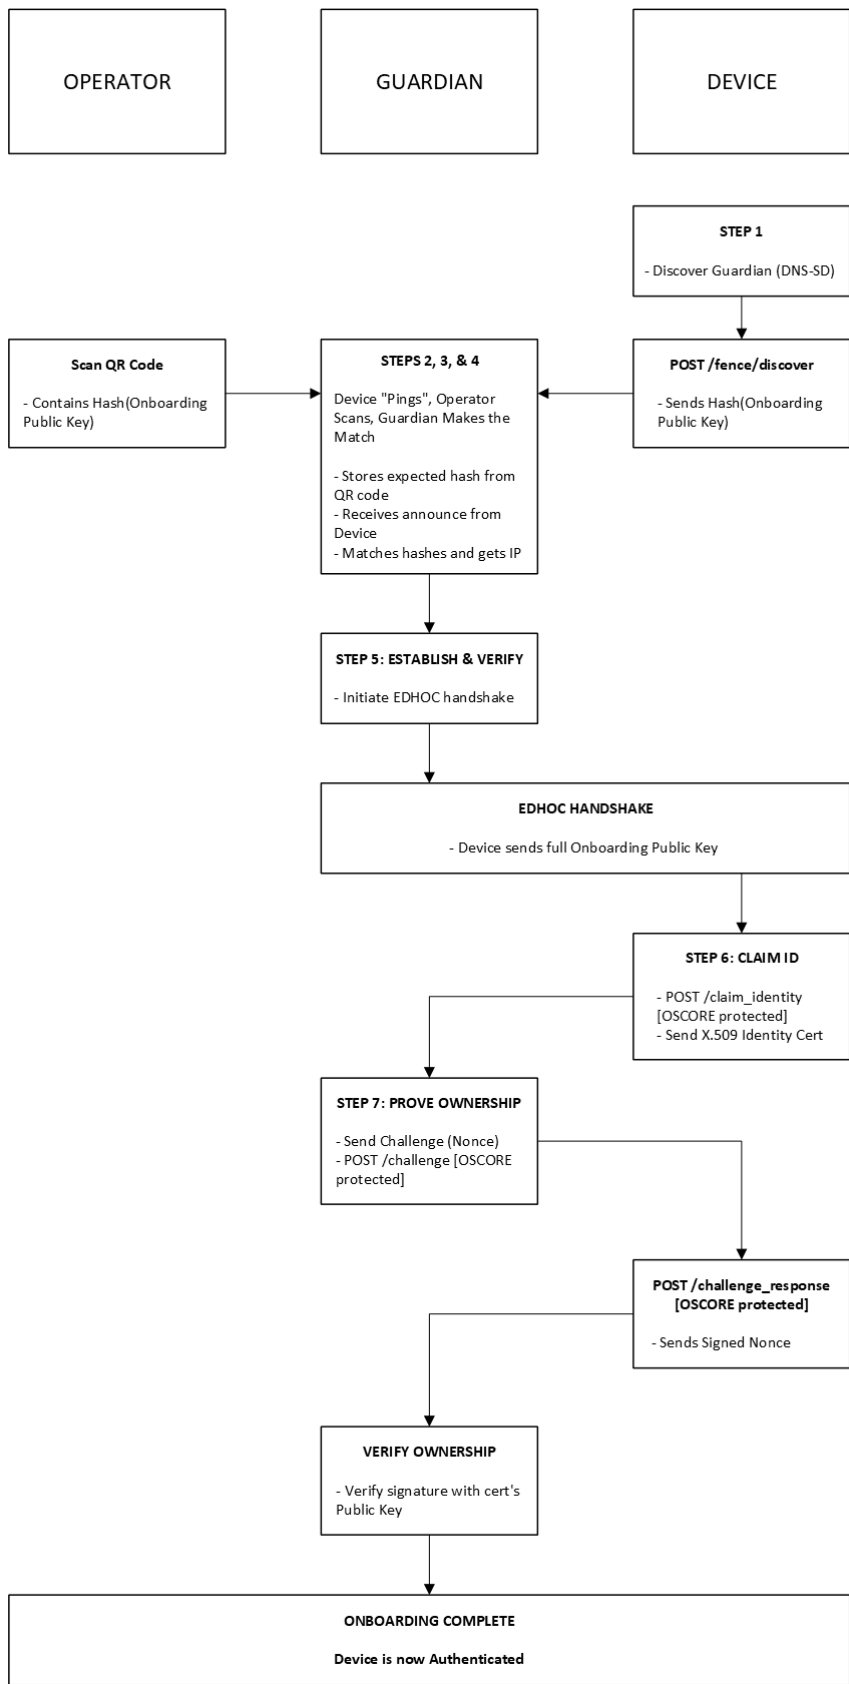 OPERATOR
GUARDIAN
DEVICE
STEP 1
- Discover Guardian (DNS-SD)
Scan QR Code
- Contains Hash(Onboarding
Public Key)
STEPS 2, 3, & 4
Device "Pings", Operator
Scans, Guardian Makes the
Match
- Stores expected hash from
QR code
- Receives announce from
Device
- Matches hashes and gets IP
POST /fence/discover
- Sends Hash(Onboarding
Public Key)
STEP 5: ESTABLISH & VERIFY
- Initiate EDHOC handshake
EDHOC HANDSHAKE
- Device sends full Onboarding Public Key
STEP 6: CLAIM ID
- POST /claim_identity
[OSCORE protected]
- Send X.509 Identity Cert
STEP 7: PROVE OWNERSHIP
- Send Challenge (Nonce)
- POST /challenge [OSCORE
protected]
POST /challenge_response
[OSCORE protected]
- Sends Signed Nonce
VERIFY OWNERSHIP
- Verify signature with cert's
Public Key
ONBOARDING COMPLETE
Device is now Authenticated